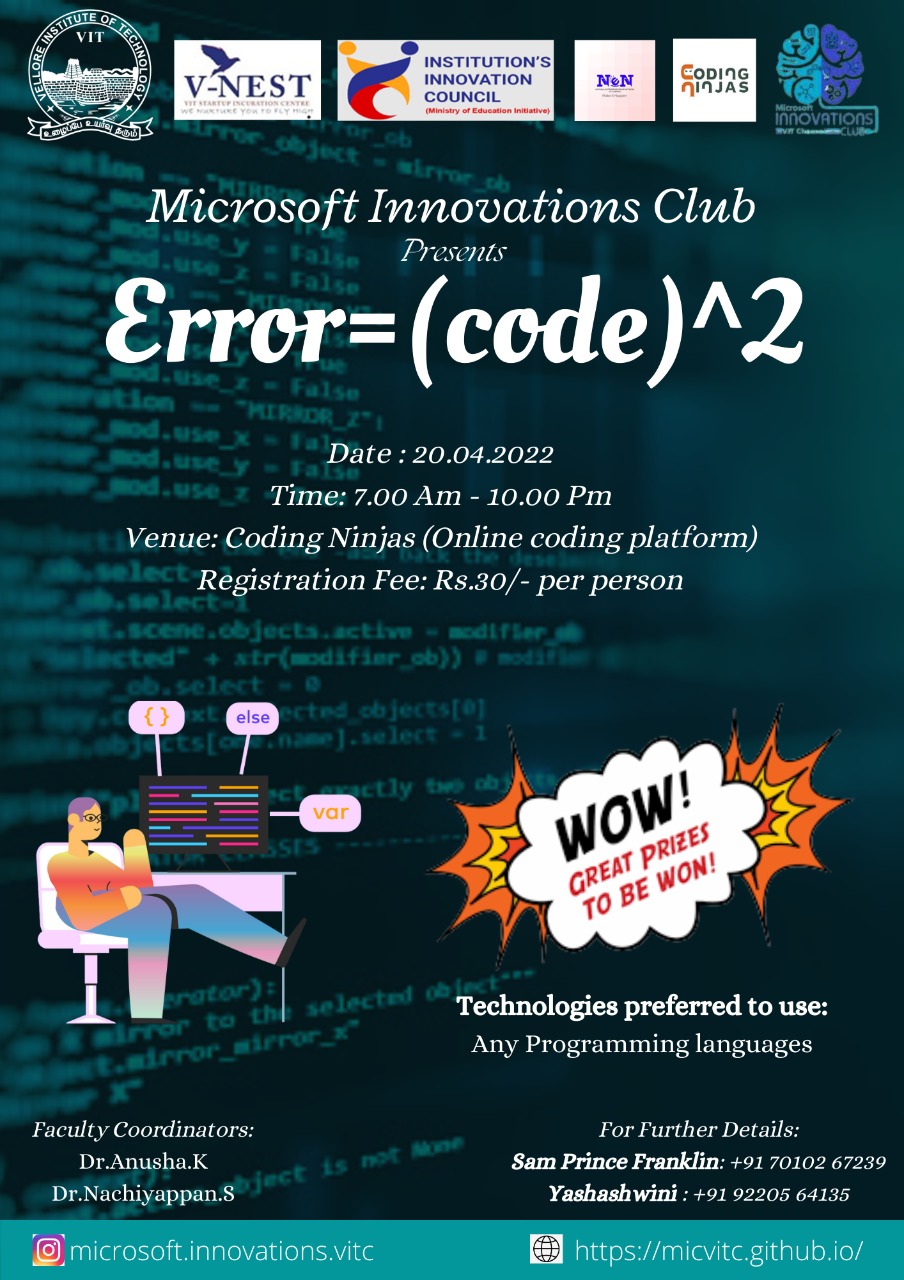 VELLORE INSTITUTE OF TECHNOLOGY
VIT
உழைப்பே உயர்வு தரும்
V-NEST
VIT STARTUP INCUBATION CENTRE
WE NURTURE YOU TO FLY HIGH
INSTITUTION'S
INNOVATION
COUNCIL
(Ministry of Education Initiative)
NeN
CODING
NINJAS
Microsoft
INNOVATIONS
CLUB
Microsoft Innovations Club
Presents
Error=(code)^2
Date : 20.04.2022
Time: 7.00 Am - 10.00 Pm
Venue: Coding Ninjas (Online coding platform)
Registration Fee: Rs.30/- per person
{ }
else
var
WOW!
GREAT PRIZES
TO BE WON!
Technologies preferred to use:
Any Programming languages
Faculty Coordinators:
Dr.Anusha.K
Dr.Nachiyappan.S
For Further Details:
Sam Prince Franklin: +91 70102 67239
Yashashwini : +91 92205 64135
microsoft.innovations.vitc
https://micvitc.github.io/